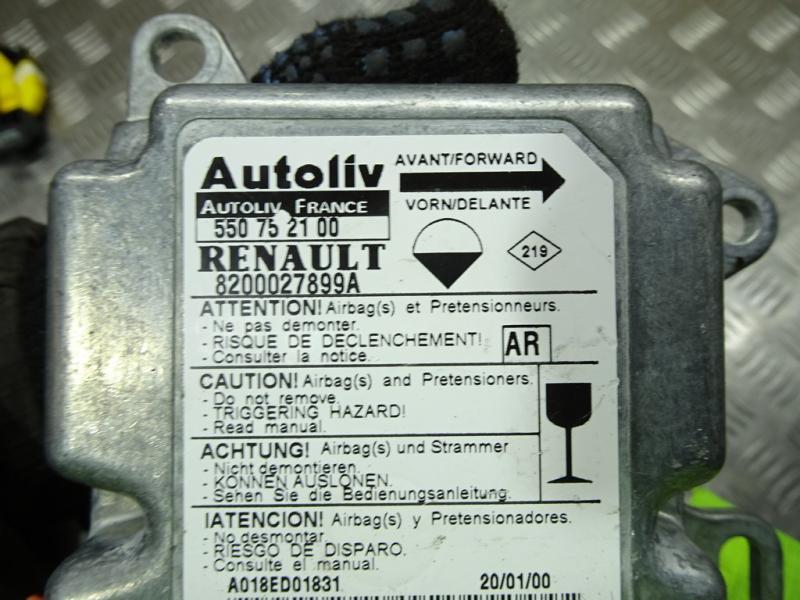 Autoliv
AVANT/FORWARD
AUTOLIV FRANCE
VORN/DELANTE
550 75 21 00
RENAULT
219
8200027899A
ATTENTION! Airbag(s) et Pretensionneurs.
- Ne pas demonter.
- RISQUE DE DECLENCHEMENT!
- Consulter la notice.
AR
CAUTION! Airbag(s) and Pretensioners.
- Do not remove.
- TRIGGERING HAZARD!
- Read manual.
ACHTUNG! Airbag(s) und Strammer
- Nicht demontieren.
- KONNEN AUSLONEN.
- Sehen Sie die Bedienungsanleitung.
!ATENCION! Airbag(s) y Pretensionadores.
- No desmontar.
- RIESGO DE DISPARO.
- Consulte el manual.
A018ED01831 20/01/00